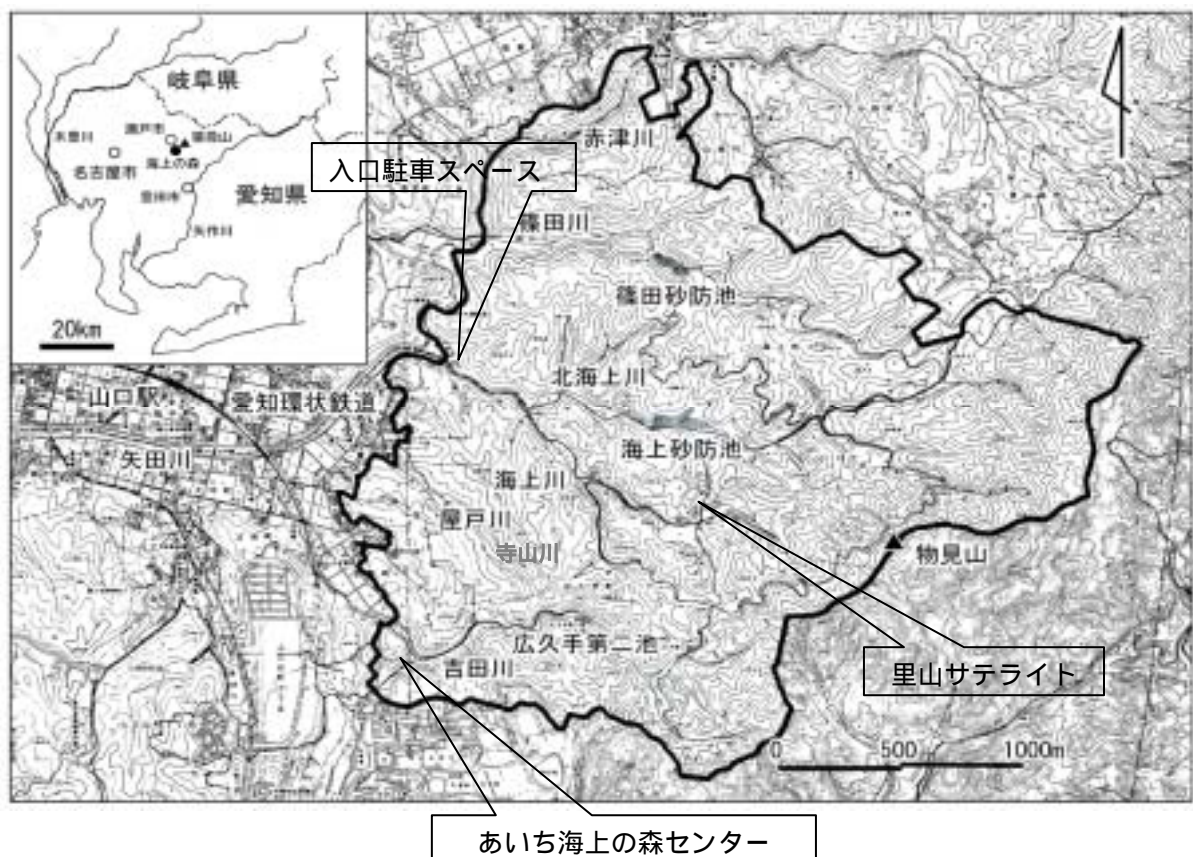 岐阜県
木曽川
瀬戸市
猿投山
名古屋市
海上の森
愛知県
豊田市
矢作川
20km
赤津川
入口駐車スペース
篠田川
篠田砂防池
北海上川
山口駅
愛知環状鉄道
海上砂防池
矢田川
海上川
屋戸川
寺山川
物見山
広久手第二池
吉田川
里山サテライト
0 500 1000m
あいち海上の森センター